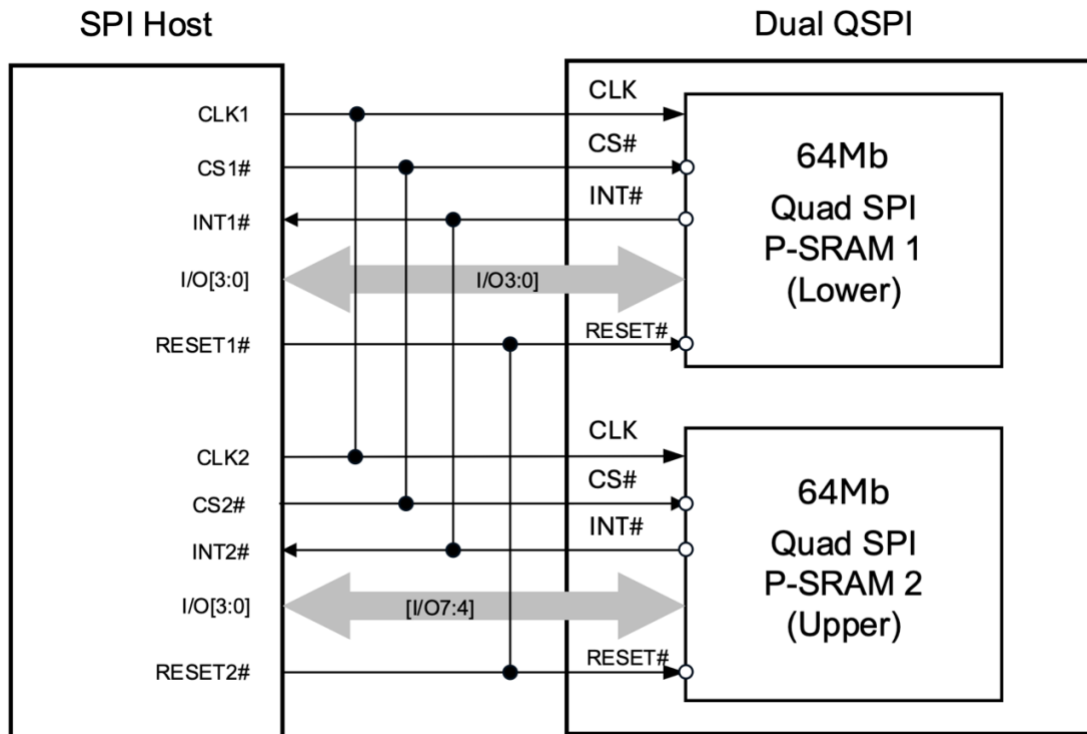 SPI Host
Dual QSPI
CLK1
CLK
CS1#
CS#
INT1#
INT#
I/O[3:0]
I/O3:0]
RESET1#
RESET#
64Mb
Quad SPI
P-SRAM 1
(Lower)
CLK2
CLK
CS2#
CS#
INT2#
INT#
I/O[3:0]
[I/O7:4]
RESET2#
RESET#
64Mb
Quad SPI
P-SRAM 2
(Upper)